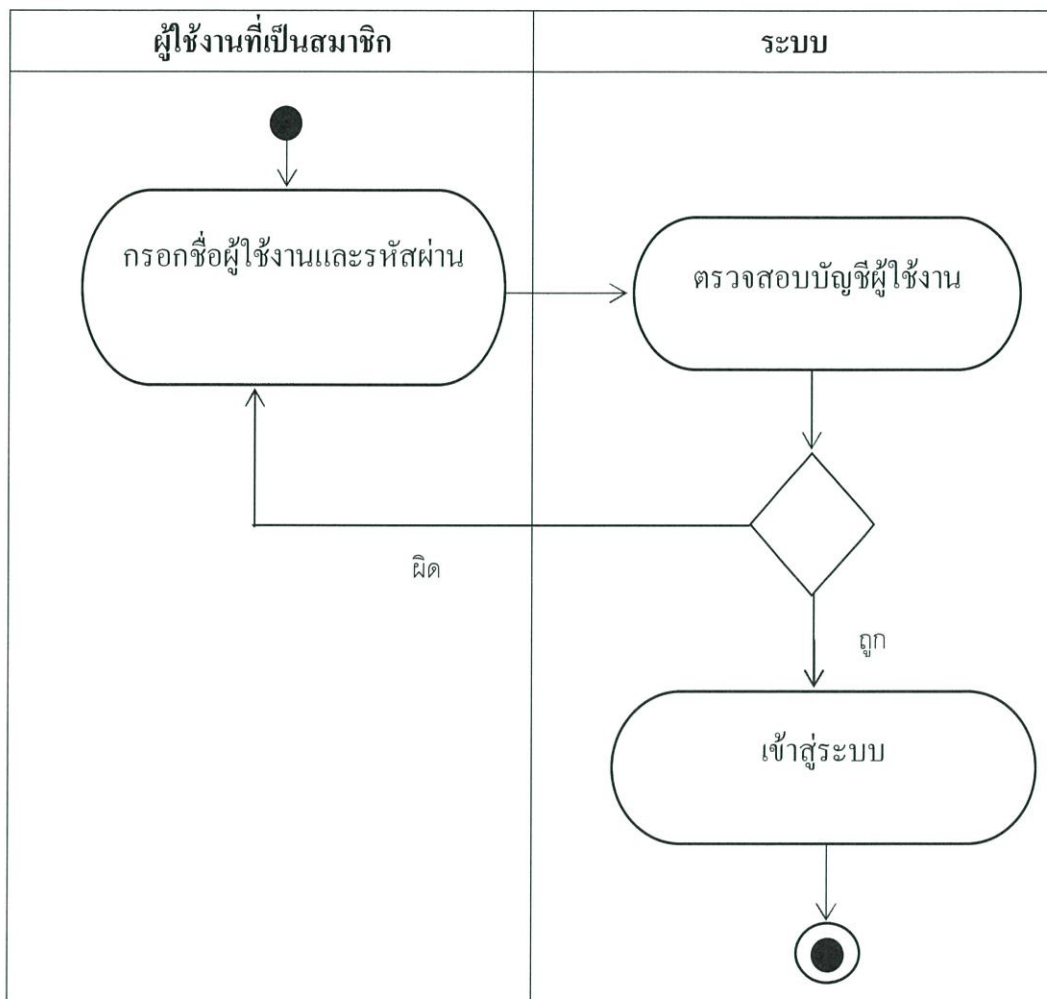 ผู้ใช้งานที่เป็นสมาชิก
ระบบ
กรอกชื่อผู้ใช้งานและรหัสผ่าน
ตรวจสอบบัญชีผู้ใช้งาน
ผิด
ถูก
เข้าสู่ระบบ